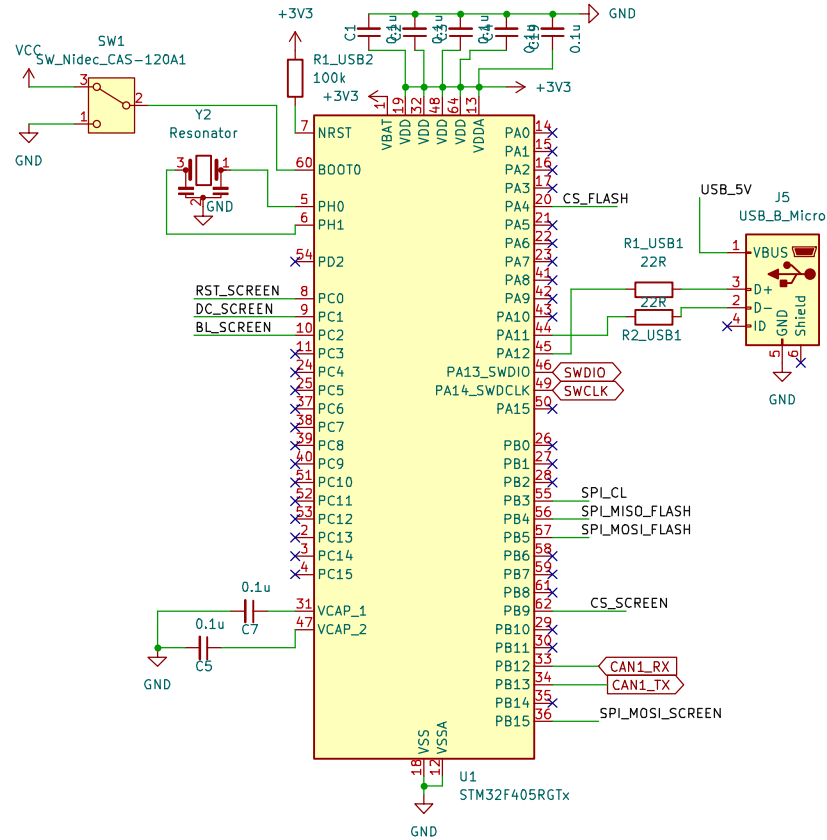 +3V3
C1
0.1u
C2
0.1u
C3
0.1u
C4
0.1u
C19
0.1u
GND
VCC
SW1
SW_Nidec_CAS-120A1
3
2
1
GND
R1_USB2
100k
+3V3
+3V3
1
19
32
48
64
13
VBAT
VDD
VDD
VDD
VDD
VDDA
Y2
Resonator
3
1
2
GND
7 NRST
60 BOOT0
5 PH0
6 PH1
54 PD2
RST_SCREEN 8 PC0
DC_SCREEN 9 PC1
BL_SCREEN 10 PC2
11 PC3
24 PC4
25 PC5
37 PC6
38 PC7
39 PC8
40 PC9
51 PC10
52 PC11
53 PC12
2 PC13
3 PC14
4 PC15
0.1u
C7
31 VCAP_1
0.1u
C5
47 VCAP_2
GND
PA0 14
PA1 15
PA2 16
PA3 17
PA4 20 CS_FLASH
PA5 21
PA6 22
PA7 23
PA8 41
PA9 42
PA10 43
PA11 44
PA12 45
PA13_SWDIO 46 SWDIO
PA14_SWDCLK 49 SWCLK
PA15 50
PB0 26
PB1 27
PB2 28
PB3 55 SPI_CL
PB4 56 SPI_MISO_FLASH
PB5 57 SPI_MOSI_FLASH
PB6 58
PB7 59
PB8 61
PB9 62 CS_SCREEN
PB10 29
PB11 30
PB12 33 CAN1_RX
PB13 34 CAN1_TX
PB14 35
PB15 36 SPI_MOSI_SCREEN
USB_5V
J5
USB_B_Micro
R1_USB1
22R
22R
R2_USB1
1 VBUS
3 D+
2 D-
4 ID
GND
Shield
5
6
GND
VSS
VSSA
18
12
U1
STM32F405RGTx
GND